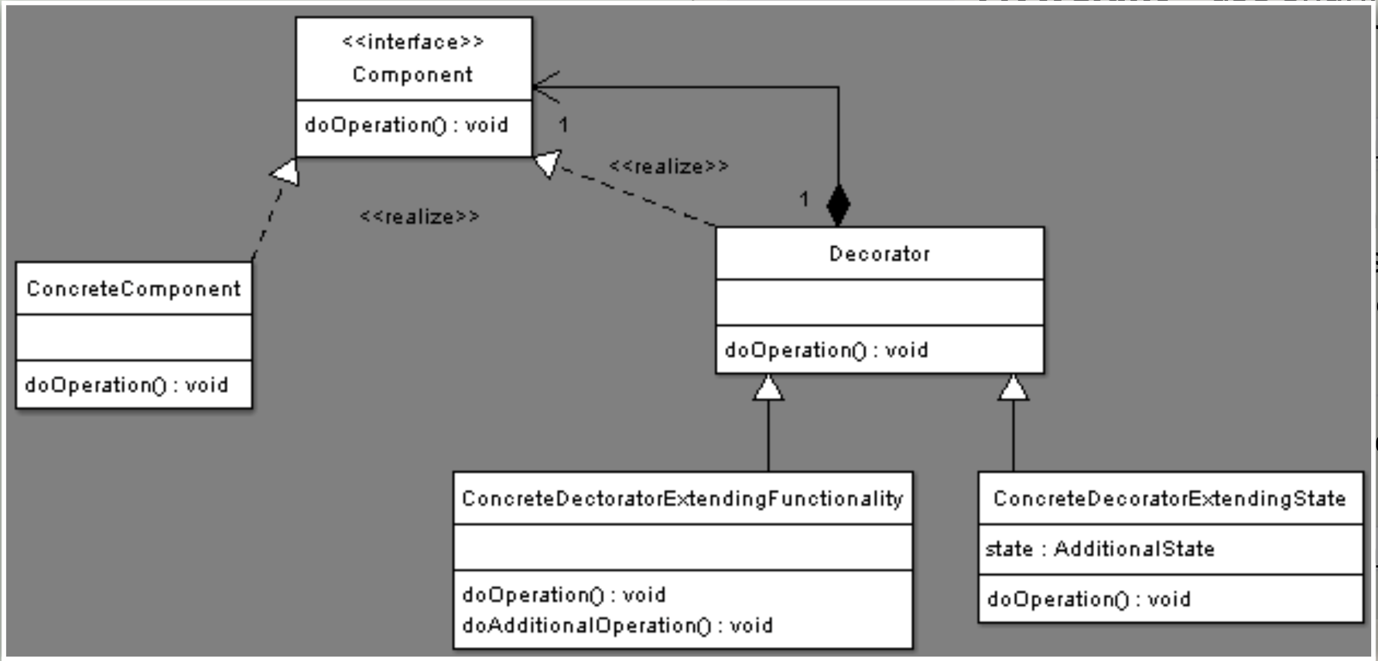 <<interface>>
Component
doOperation() : void
1
<<realize>>
<<realize>>
1
Decorator
doOperation() : void
ConcreteComponent
doOperation() : void
ConcreteDectoratorExtendingFunctionality
doOperation() : void
doAdditionalOperation() : void
ConcreteDecoratorExtendingState
state : AdditionalState
doOperation() : void